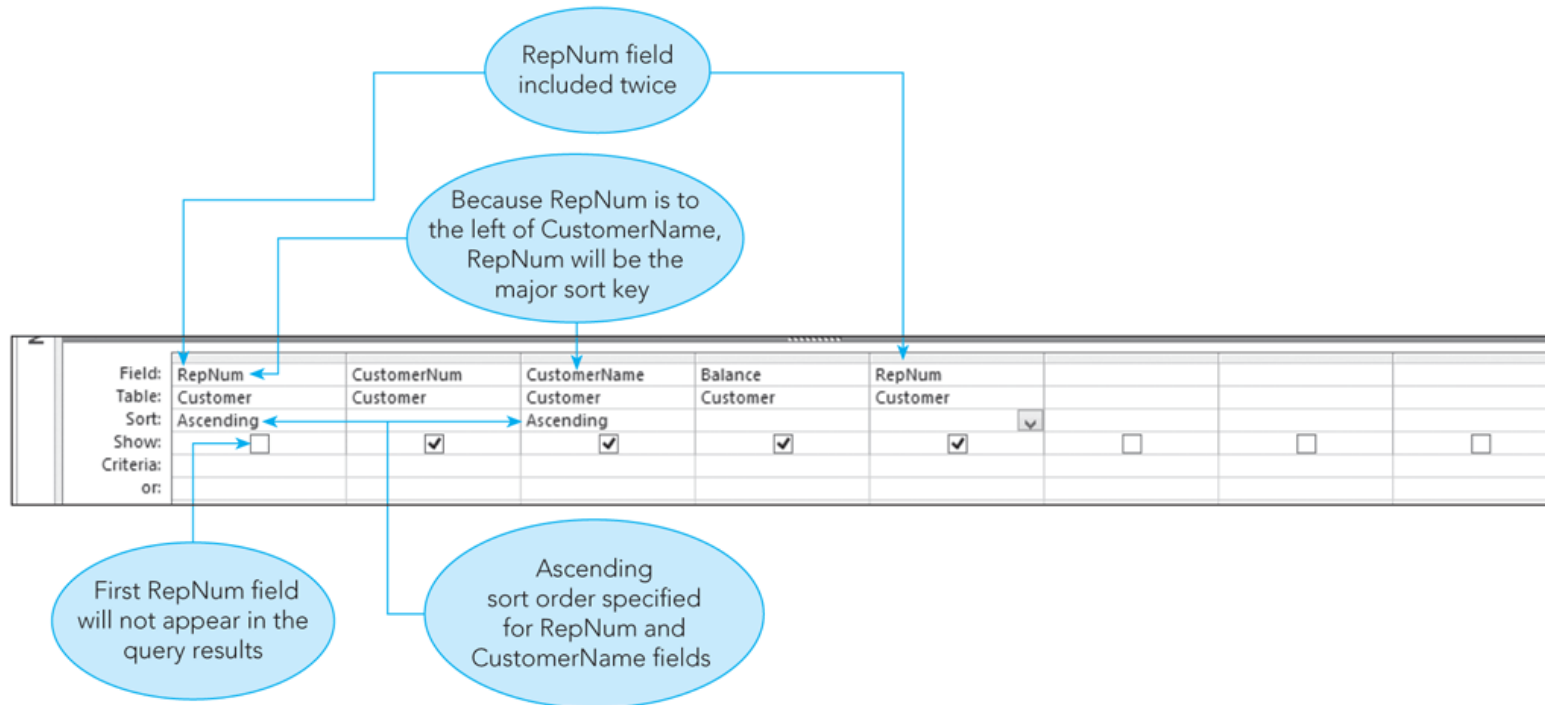 RepNum field
included twice
Because RepNum is to
the left of CustomerName,
RepNum will be the
major sort key
Field: RepNum CustomerNum CustomerName Balance RepNum
Table: Customer Customer Customer Customer Customer
Sort: Ascending Ascending
Show:
Criteria:
or:
First RepNum field
will not appear in the
query results
Ascending
sort order specified
for RepNum and
CustomerName fields